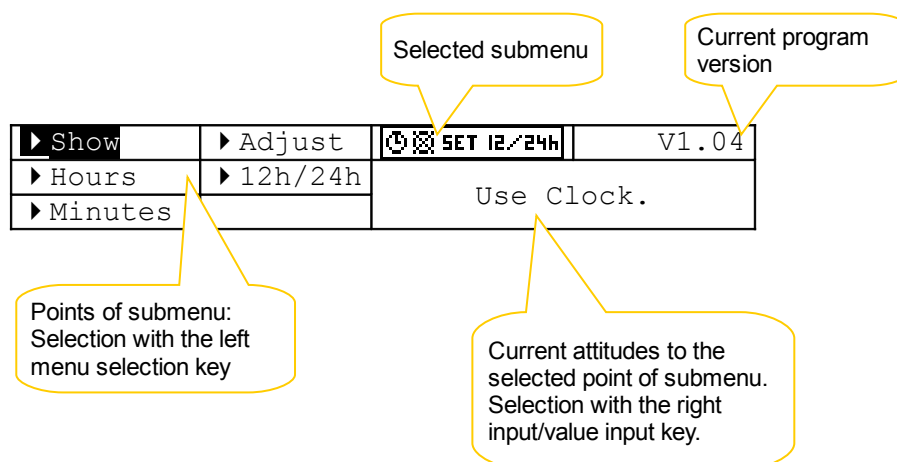 Selected submenu
Current program
version
Show
Adjust
SET 12/24h
V1.04
Hours
12h/24h
Use Clock.
Minutes
Points of submenu:
Selection with the left
menu selection key
Current attitudes to the
selected point of submenu.
Selection with the right
input/value input key.